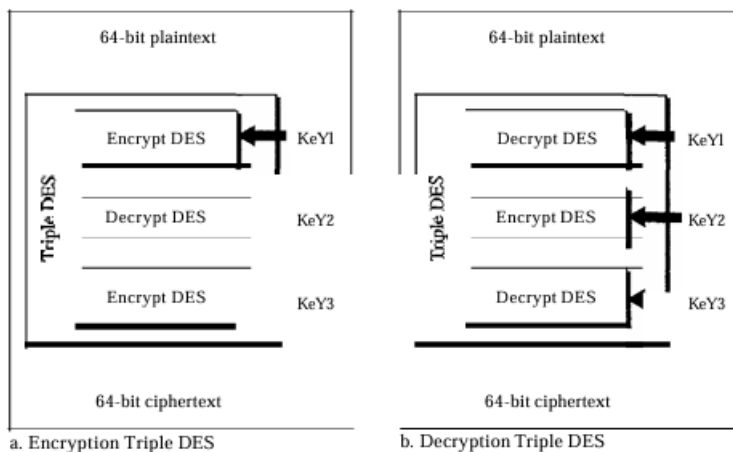 64-bit plaintext
Encrypt DES
KeYl
Triple DES
Decrypt DES
KeY2
Encrypt DES
KeY3
64-bit ciphertext
a. Encryption Triple DES
64-bit plaintext
Decrypt DES
KeYl
Triple DES
Encrypt DES
KeY2
Decrypt DES
KeY3
64-bit ciphertext
b. Decryption Triple DES